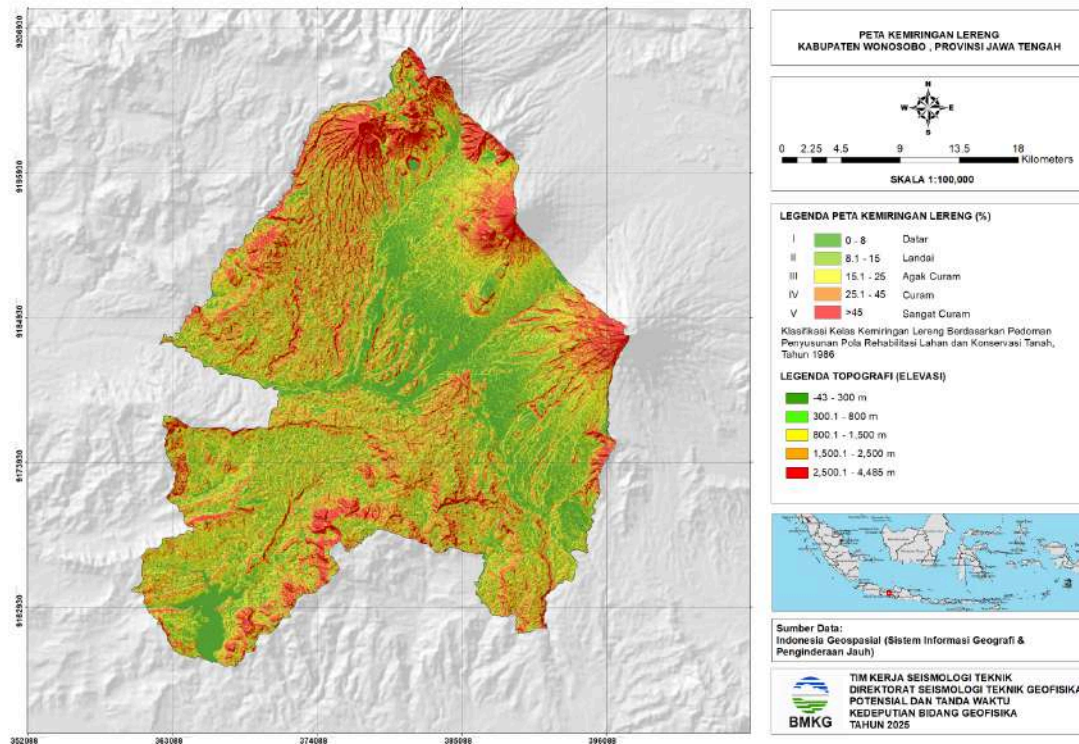 PETA KEMIRINGAN LERENG
KABUPATEN WONOSOBO , PROVINSI JAWA TENGAH
N
W E
S
0 2.25 4.5 9 13.5 18
Kilometers
SKALA 1:100,000
LEGENDA PETA KEMIRINGAN LERENG (%)
I 0 - 8 Datar
II 8.1 - 15 Landai
III 15.1 - 25 Agak Curam
IV 25.1 - 45 Curam
V >45 Sangat Curam
Klasifikasi Kelas Kemiringan Lereng Berdasarkan Pedoman
Penyusunan Pola Rehabilitasi Lahan dan Konservasi Tanah,
Tahun 1986
LEGENDA TOPOGRAFI (ELEVASI)
-43 - 300 m
300.1 - 800 m
800.1 - 1,500 m
1,500.1 - 2,500 m
2,500.1 - 4,485 m
Sumber Data:
Indonesia Geospasial (Sistem Informasi Geografi &
Penginderaan Jauh)
BMKG
TIM KERJA SEISMOLOGI TEKNIK
DIREKTORAT SEISMOLOGI TEKNIK GEOFISIKA
POTENSIAL DAN TANDA WAKTU
KEDEPUTIAN BIDANG GEOFISIKA
TAHUN 2025
9195930
9184930
9173930
352088 363088 374088 385088 396088